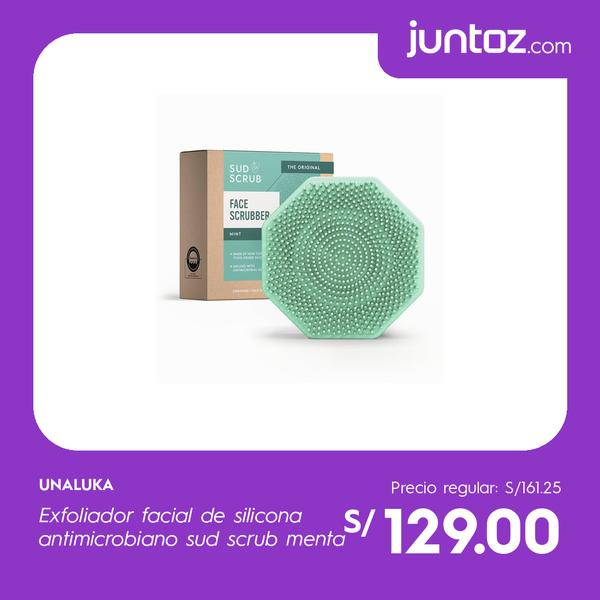 juntoz.com
SUD
SCRUB
THE ORIGINAL
FACE
SCRUBBER
MINT
UNALUKA
Precio regular: S/161.25
Exfoliador facial de silicona
antimicrobiano sud scrub menta
S/ 129.00